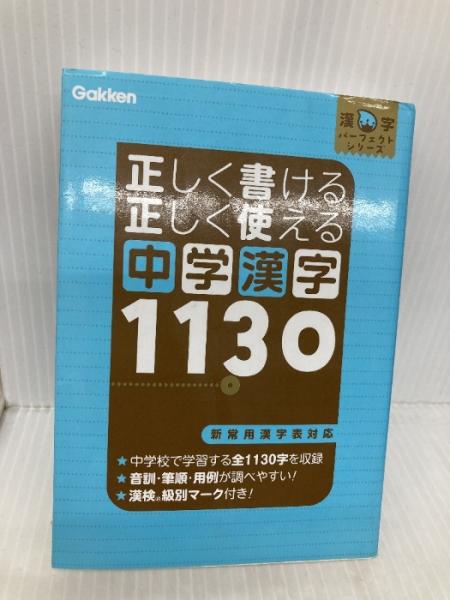 Gakken
漢字
パーフェクト
シリーズ
正しく書ける
正しく使える
中学漢字
1130
新常用漢字表対応
★中学校で学習する全1130字を収録
★音訓・筆順・用例が調べやすい!
★漢検®級別マーク付き!